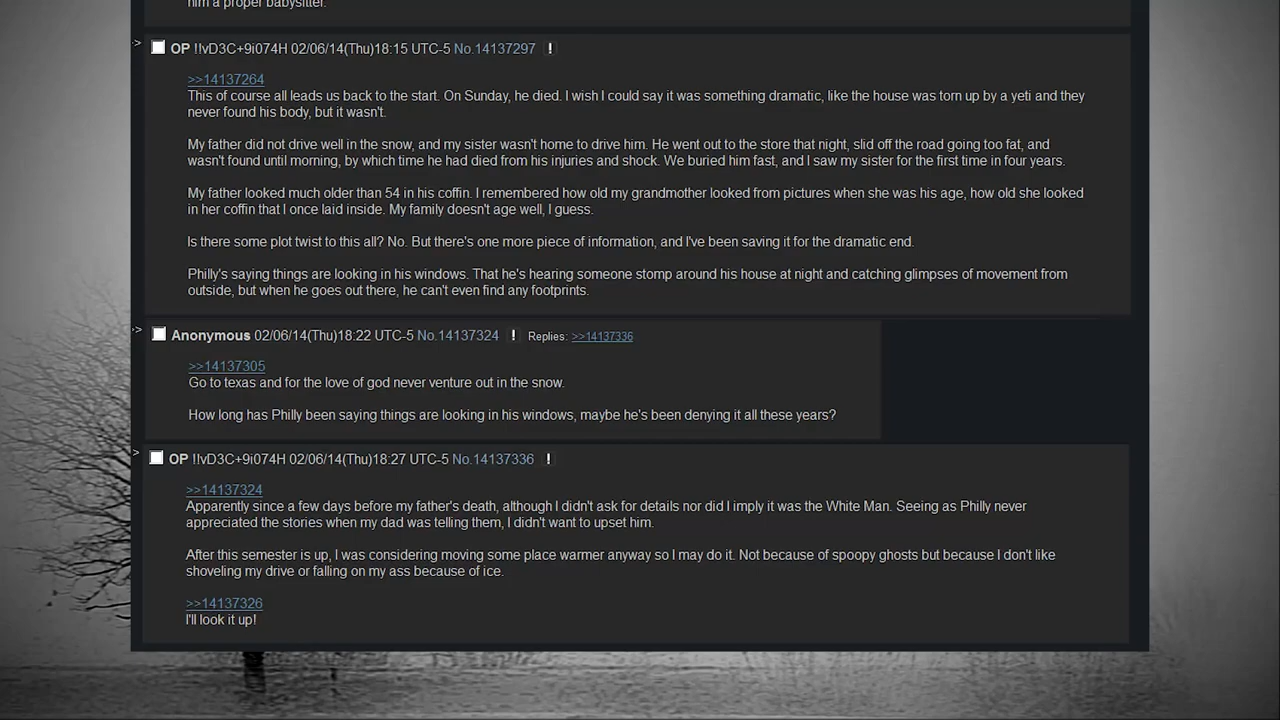 him a proper babysitter.
>> OP !!vD3C+9i074H 02/06/14(Thu)18:15 UTC-5 No.14137297 !
>>14137264
This of course all leads us back to the start. On Sunday, he died. I wish I could say it was something dramatic, like the house was torn up by a yeti and they
never found his body, but it wasn't.
My father did not drive well in the snow, and my sister wasn't home to drive him. He went out to the store that night, slid off the road going too fast, and
wasn't found until morning, by which time he had died from his injuries and shock. We buried him fast, and I saw my sister for the first time in four years.
My father looked much older than 54 in his coffin. I remembered how old my grandmother looked from pictures when she was his age, how old she looked
in her coffin that I once laid inside. My family doesn't age well, I guess.
Is there some plot twist to this all? No. But there's one more piece of information, and I've been saving it for the dramatic end.
Philly's saying things are looking in his windows. That he's hearing someone stomp around his house at night and catching glimpses of movement from
outside, but when he goes out there, he can't even find any footprints.
>> Anonymous 02/06/14(Thu)18:22 UTC-5 No.14137324 ! Replies: >>14137336
>>14137305
Go to texas and for the love of god never venture out in the snow.
How long has Philly been saying things are looking in his windows, maybe he's been denying it all these years?
> OP !!vD3C+9i074H 02/06/14(Thu)18:27 UTC-5 No.14137336 !
>>14137324
Apparently since a few days before my father's death, although I didn't ask for details nor did I imply it was the White Man. Seeing as Philly never
appreciated the stories when my dad was telling them, I didn't want to upset him.
After this semester is up, I was considering moving some place warmer anyway so I may do it. Not because of spoopy ghosts but because I don't like
shoveling my drive or falling on my ass because of ice.
>>14137326
I'll look it up!